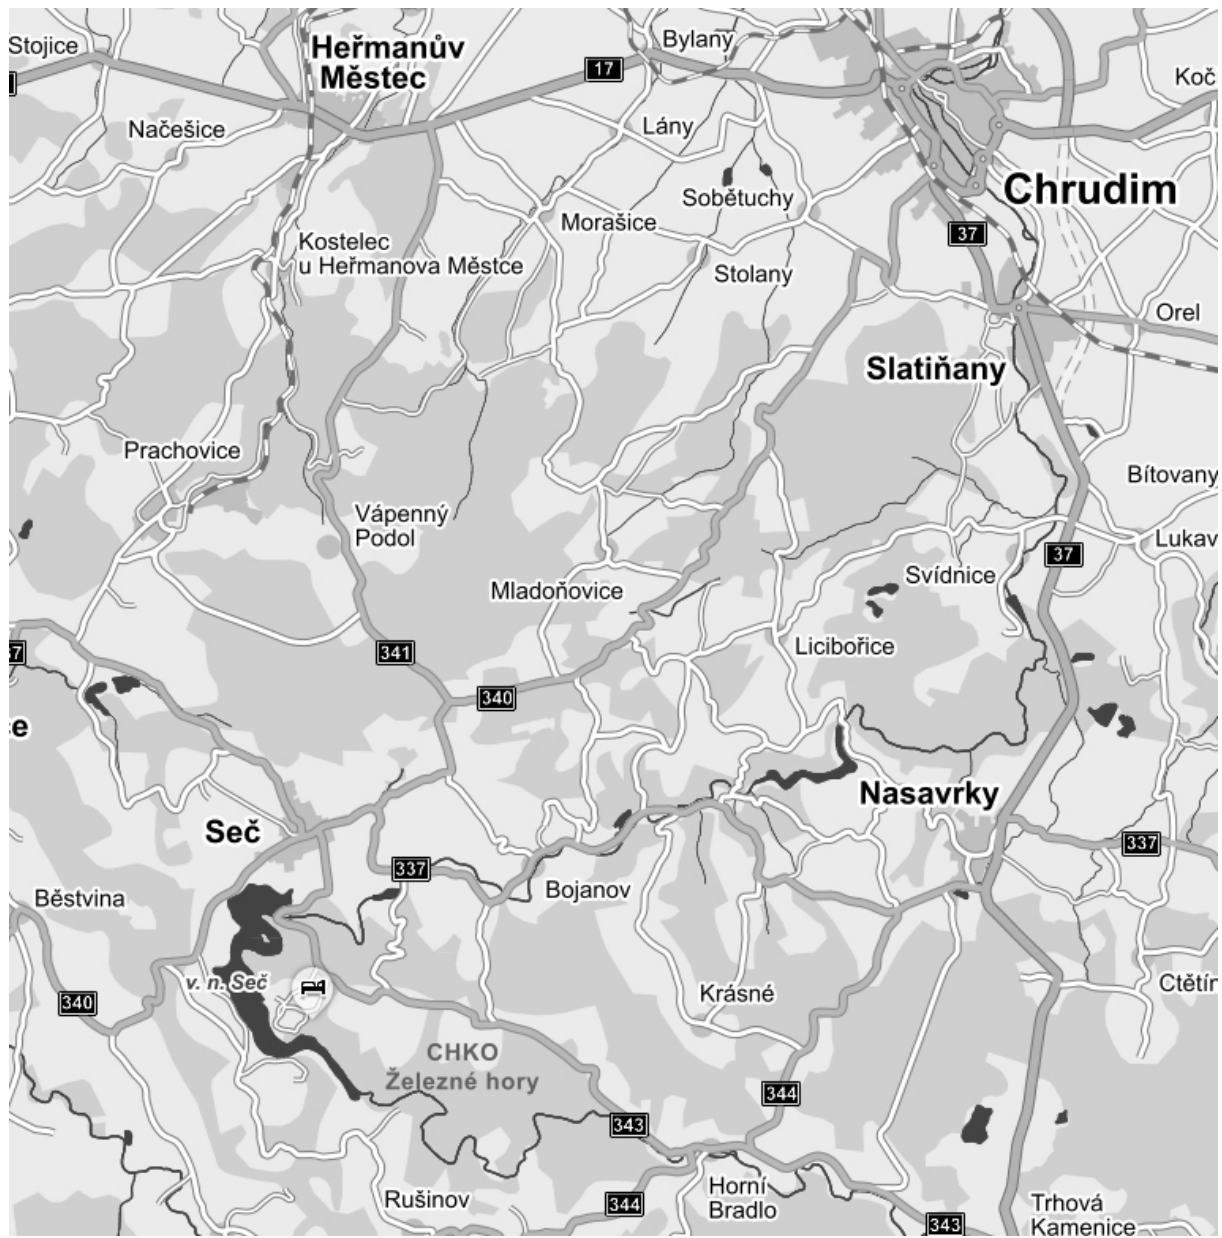 Stojice
Heřmanův
Městec
Bylany
17
Koč
Načešice
Lány
Sobětuchy
Chrudim
Morašice
37
Kostelec
u Heřmanova Městce
Stolany
Orel
Slatiňany
Prachovice
Bítovany
Vápenný
Podol
Lukav
37
Svídnice
Mladoňovice
Licibořice
37
341
340
ce
Nasavrky
Seč
337
337
Bojanov
Běstvina
v. n. Seč
Ctětín
340
Krásné
CHKO
Železné hory
344
343
Rušinov
344
Horní
Bradlo
Trhová
Kamenice
343